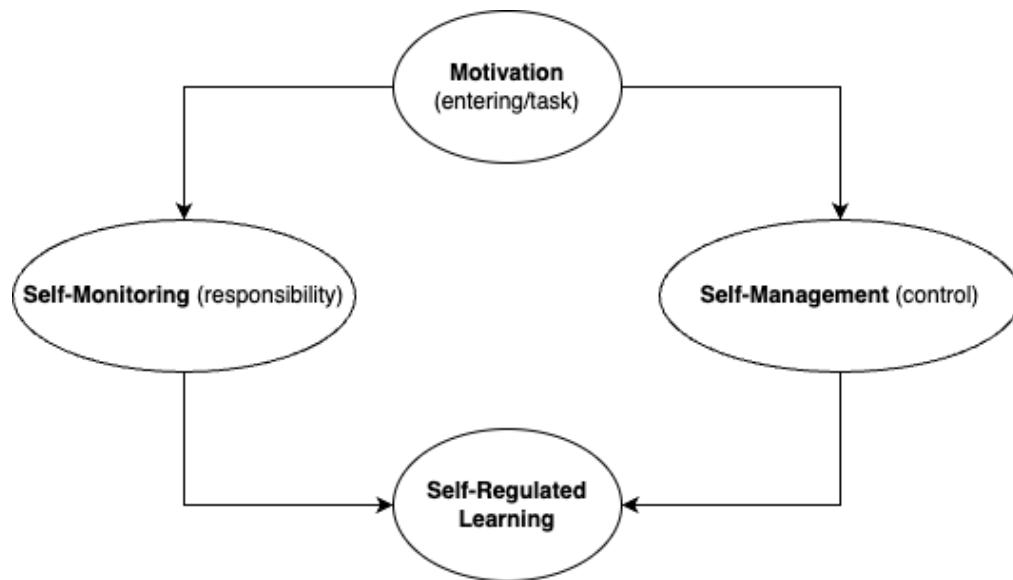 Motivation
(entering/task)
Self-Monitoring (responsibility)
Self-Management (control)
Self-Regulated
Learning